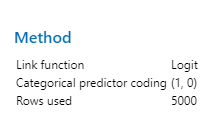 Method
Link function Logit
Categorical predictor coding (1, 0)
Rows used 5000